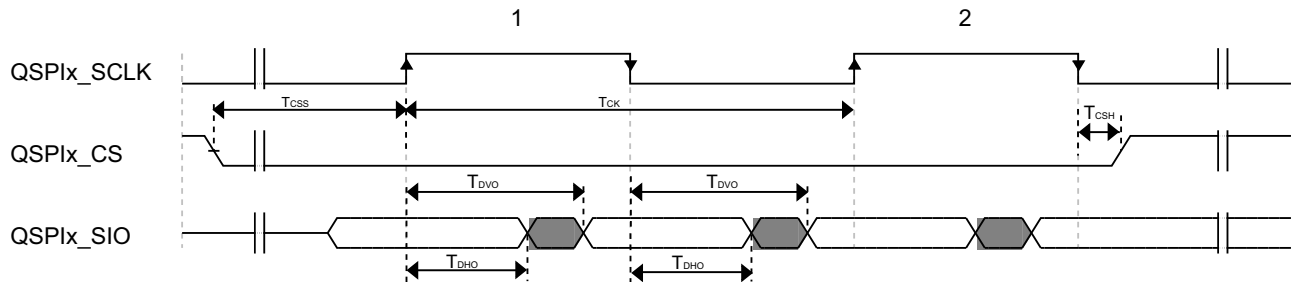 1 2
QSPIx_SCLK
TCSS TCK
TCSH
QSPIx_CS
TDVO TDVO
QSPIx_SIO
TDHO TDHO